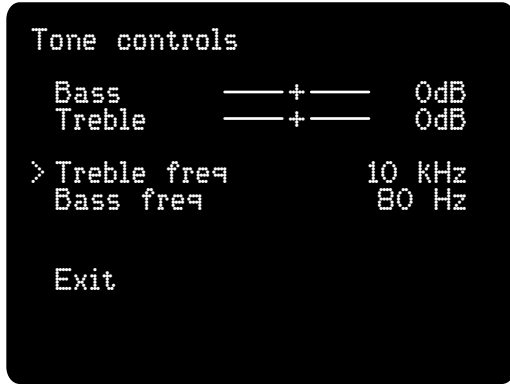 Tone controls
Bass ——+—— 0dB
Treble ——+—— 0dB
> Treble freq 10 kHz
Bass freq 80 Hz
Exit